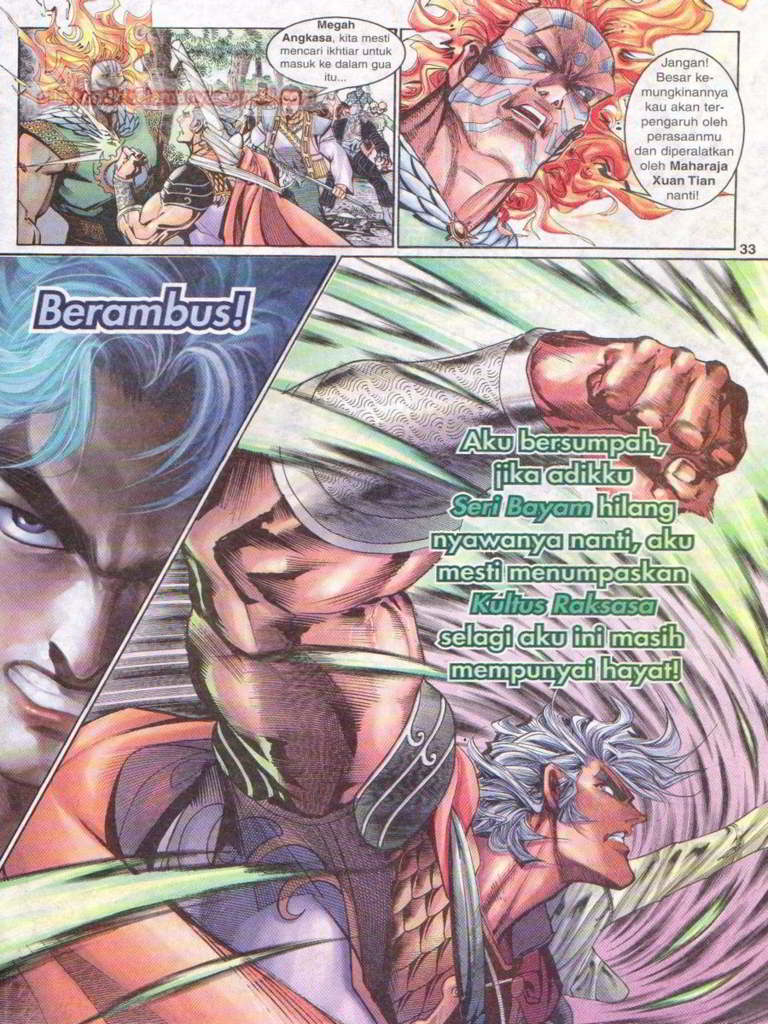 Megah
Angkasa, kita mesti
mencari ikhtiar untuk
masuk ke dalam gua
itu...
Jangan!
Besar ke-
mungkinannya
kau akan ter-
pengaruh oleh
perasaanmu
dan diperalatkan
oleh Maharaja
Xuan Tian
nanti!
33
Berambus!
Aku bersumpah,
jika adikku
Seri Bayam hilang
nyawanya nanti, aku
mesti menumpaskan
Kultus Raksasa
selagi aku ini masih
mempunyai hayat!